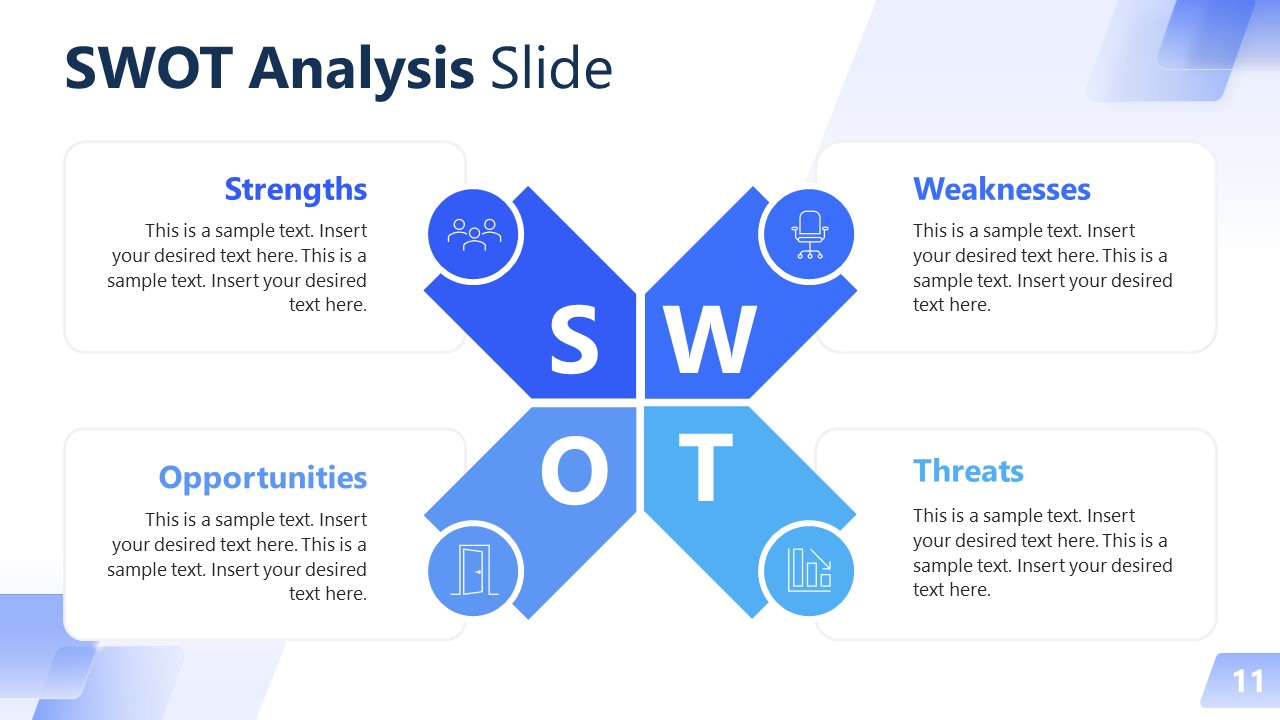 SWOT Analysis Slide
Strengths
This is a sample text. Insert
your desired text here. This is a
sample text. Insert your desired
text here.
Weaknesses
This is a sample text. Insert
your desired text here. This is a
sample text. Insert your desired
text here.
S
W
O
T
Opportunities
This is a sample text. Insert
your desired text here. This is a
sample text. Insert your desired
text here.
Threats
This is a sample text. Insert
your desired text here. This is a
sample text. Insert your desired
text here.
11